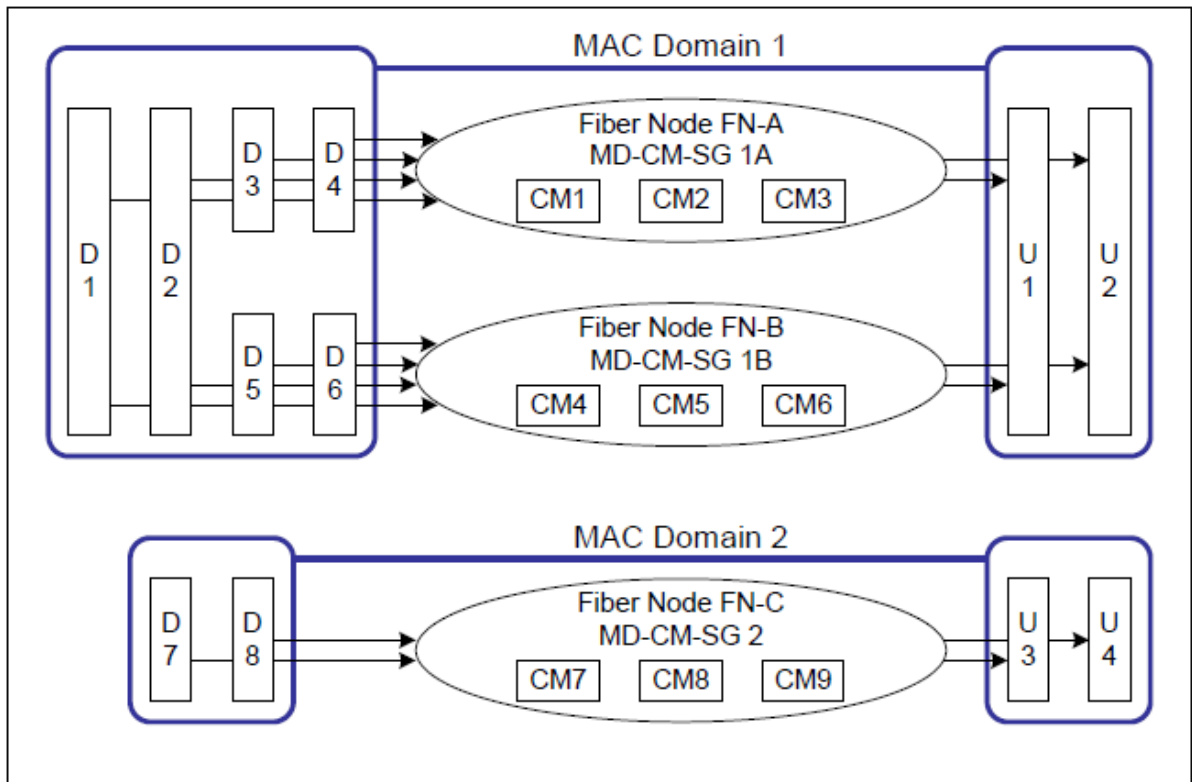 MAC Domain 1
D
1
D
2
D
3
D
4
Fiber Node FN-A
MD-CM-SG 1A
CM1 CM2 CM3
D
5
D
6
Fiber Node FN-B
MD-CM-SG 1B
CM4 CM5 CM6
U
1
U
2
MAC Domain 2
D
7
D
8
Fiber Node FN-C
MD-CM-SG 2
CM7 CM8 CM9
U
3
U
4